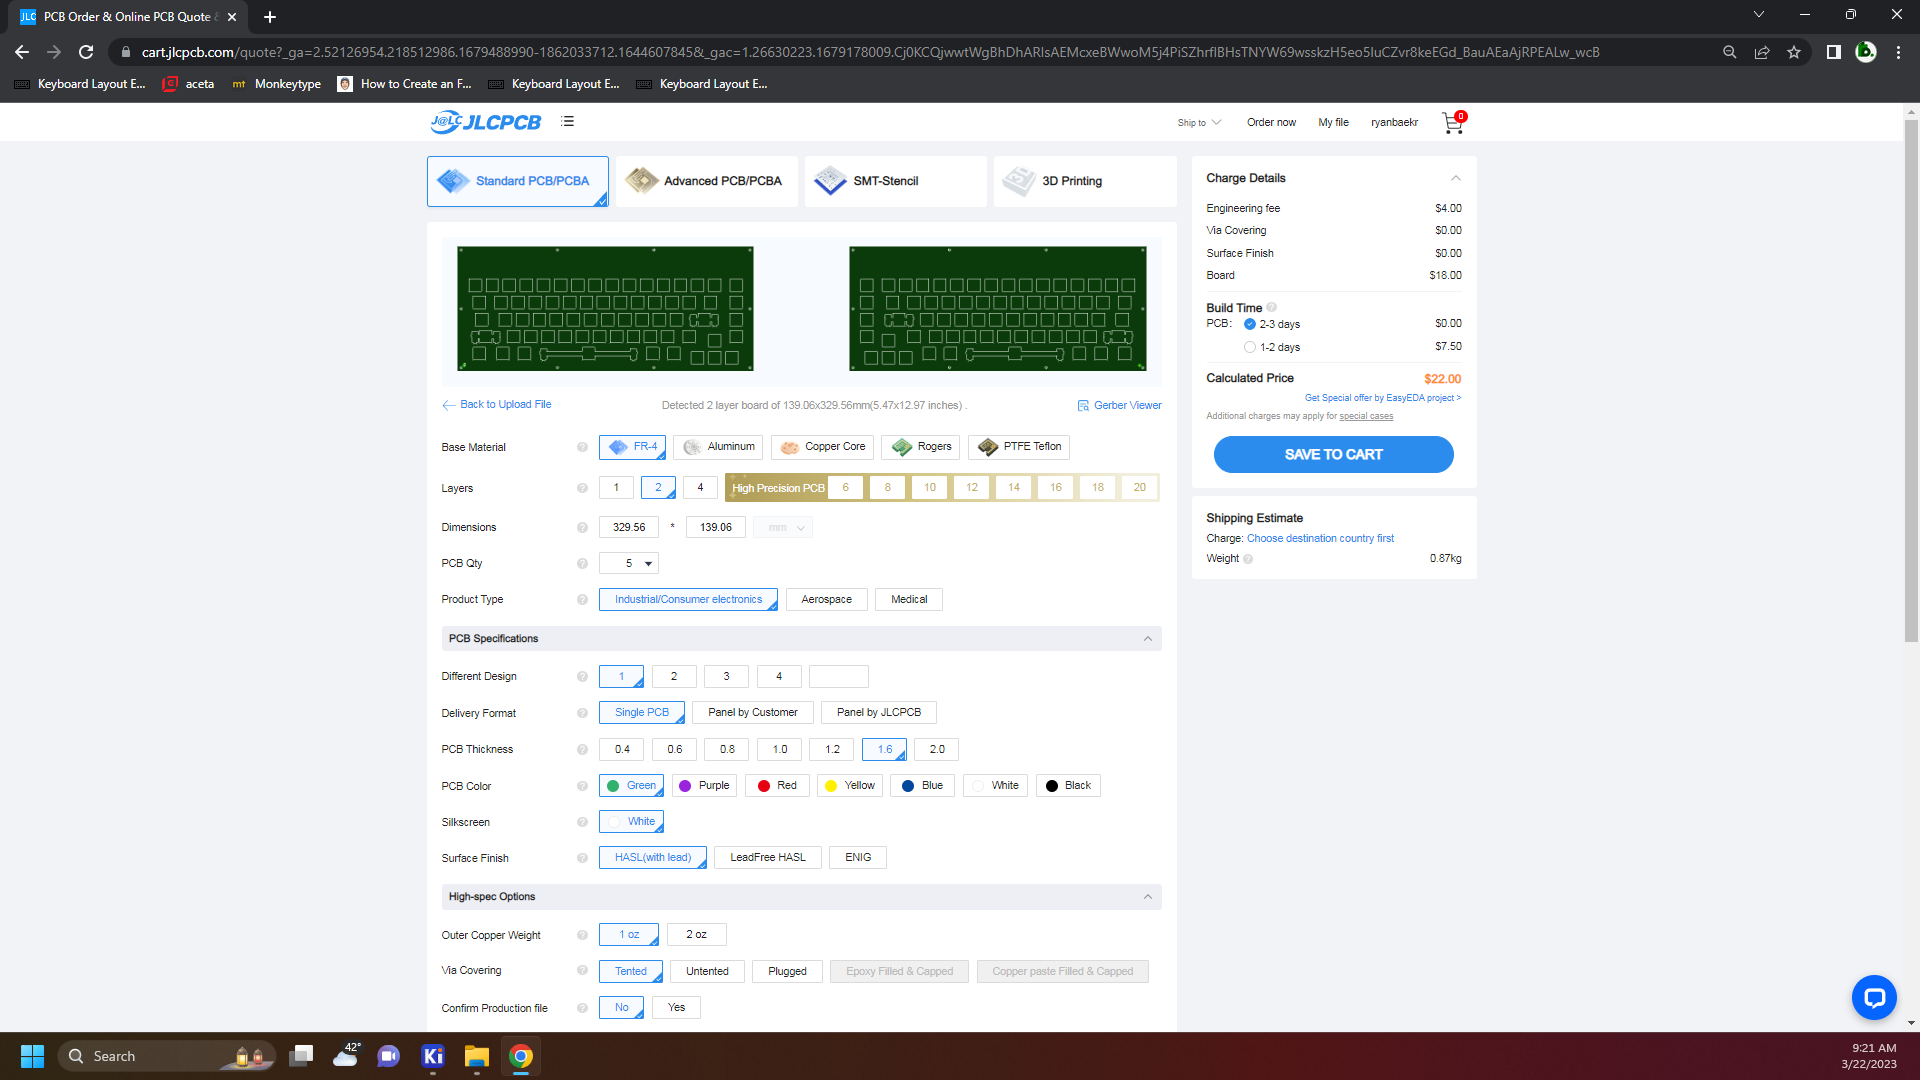 PCB Order & Online PCB Quote &
cart.jlcpcb.com/quote?_ga=2.52126954.218512986.1679488990-1862033712.1644607845&_gac=1.26630223.1679178009.Cj0KCQjwwtWgBhDhARIsAEMcxeBWwoM5j4PiSZhrfIBHsTNYW69wsskzH5eo5IuCZvr8keEGd_BauAEaAjRPEALw_wcB
Keyboard Layout E... aceta mt Monkeytype How to Create an F... Keyboard Layout E... Keyboard Layout E...
J@LC JLCPCB Ship to Order now My file ryanbaekr 0
Standard PCB/PCBA Advanced PCB/PCBA SMT-Stencil 3D Printing
Charge Details
Engineering fee $4.00
Via Covering $0.00
Surface Finish $0.00
Board $18.00
Build Time
PCB: 2-3 days $0.00
1-2 days $7.50
Calculated Price $22.00
Get Special offer by EasyEDA project >
Additional charges may apply for special cases
SAVE TO CART
Shipping Estimate
Charge: Choose destination country first
Weight 0.87kg
Back to Upload File Detected 2 layer board of 139.06x329.56mm(5.47x12.97 inches) . Gerber Viewer
Base Material FR-4 Aluminum Copper Core Rogers PTFE Teflon
Layers 1 2 4 High Precision PCB 6 8 10 12 14 16 18 20
Dimensions 329.56 * 139.06 mm
PCB Qty 5
Product Type Industrial/Consumer electronics Aerospace Medical
PCB Specifications
Different Design 1 2 3 4
Delivery Format Single PCB Panel by Customer Panel by JLCPCB
PCB Thickness 0.4 0.6 0.8 1.0 1.2 1.6 2.0
PCB Color Green Purple Red Yellow Blue White Black
Silkscreen White
Surface Finish HASL(with lead) LeadFree HASL ENIG
High-spec Options
Outer Copper Weight 1 oz 2 oz
Via Covering Tented Untented Plugged Epoxy Filled & Capped Copper paste Filled & Capped
Confirm Production file No Yes
Search 42° Ki 9:21 AM
3/22/2023